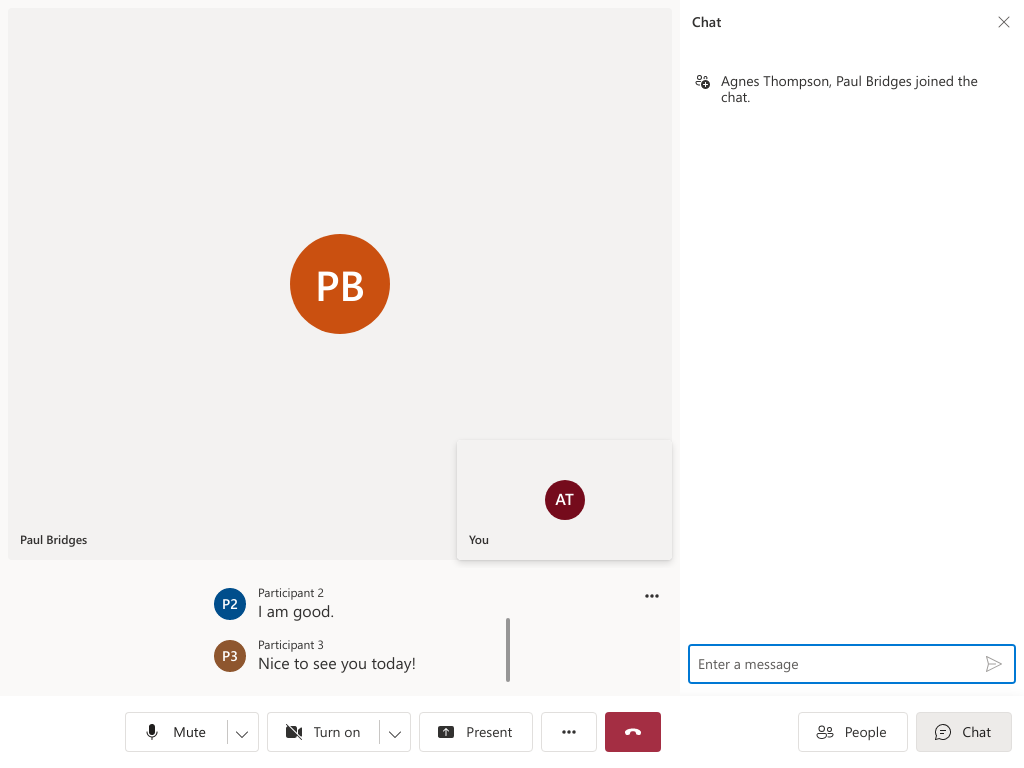 PB
Paul Bridges
AT
You
P2
Participant 2
I am good.
P3
Participant 3
Nice to see you today!
Chat
Agnes Thompson, Paul Bridges joined the
chat.
Enter a message
Mute
Turn on
Present
People
Chat